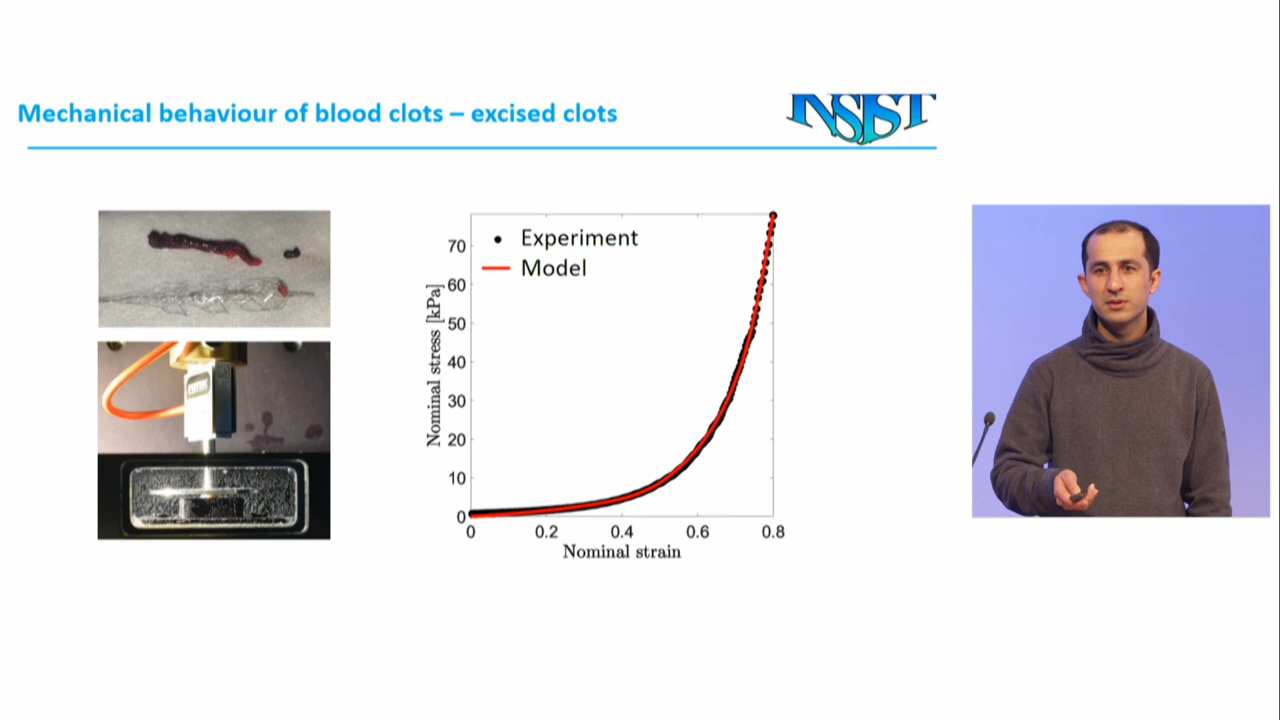 Mechanical behaviour of blood clots – excised clots
INSIST
Experiment
Model
Nominal stress [kPa]
70
60
50
40
30
20
10
0
0 0.2 0.4 0.6 0.8
Nominal strain